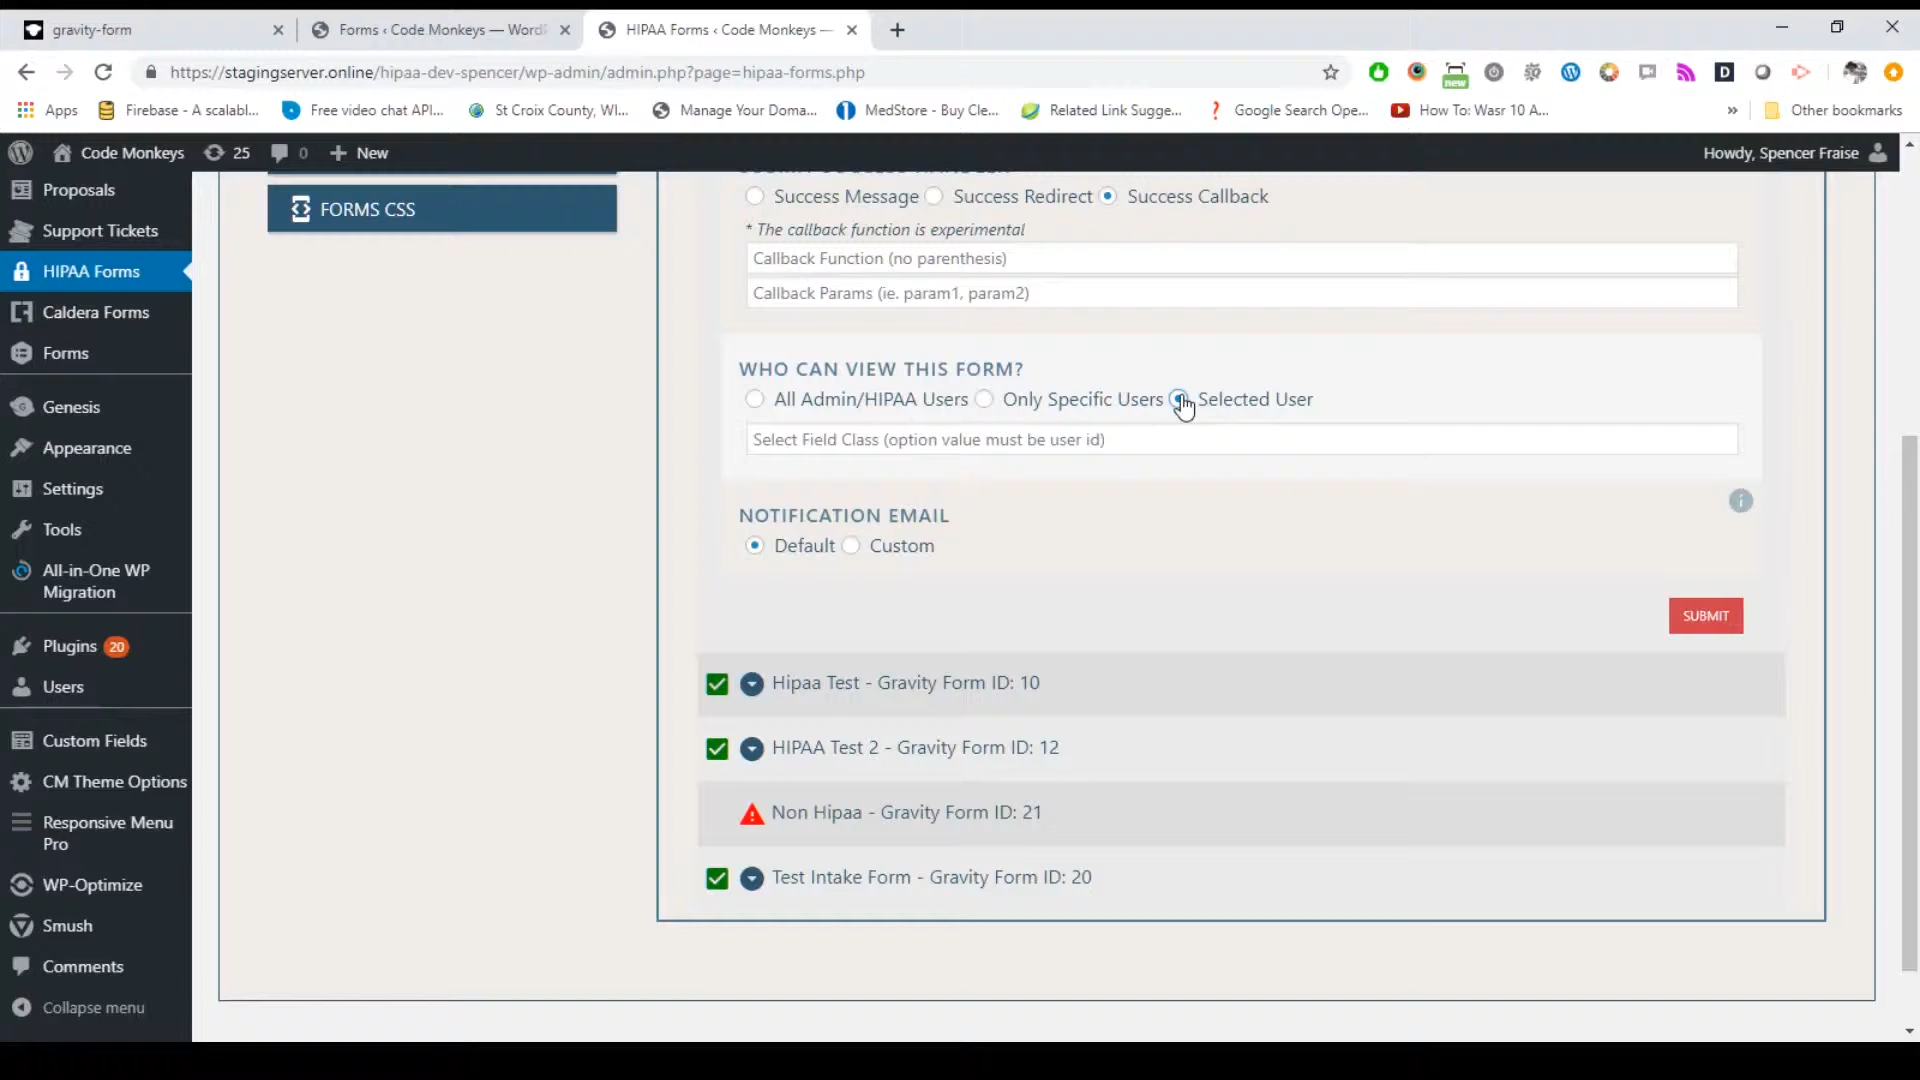 gravity-form
Forms ‹ Code Monkeys — Word
HIPAA Forms ‹ Code Monkeys —
https://stagingserver.online/hipaa-dev-spencer/wp-admin/admin.php?page=hipaa-forms.php
new
D
Apps
Firebase - A scalabl...
Free video chat API...
St Croix County, WI...
Manage Your Doma...
MedStore - Buy Cle...
Related Link Sugge...
Google Search Ope...
How To: Wasr 10 A...
»
Other bookmarks
Code Monkeys
25
0
New
Howdy, Spencer Fraise
Proposals
Support Tickets
HIPAA Forms
Caldera Forms
Forms
Genesis
Appearance
Settings
Tools
All-in-One WP
Migration
Plugins 20
Users
Custom Fields
CM Theme Options
Responsive Menu
Pro
WP-Optimize
Smush
Comments
Collapse menu
FORMS CSS
Success Message
Success Redirect
Success Callback
* The callback function is experimental
Callback Function (no parenthesis)
Callback Params (ie. param1, param2)
WHO CAN VIEW THIS FORM?
All Admin/HIPAA Users
Only Specific Users
Selected User
Select Field Class (option value must be user id)
NOTIFICATION EMAIL
Default
Custom
SUBMIT
Hipaa Test - Gravity Form ID: 10
HIPAA Test 2 - Gravity Form ID: 12
Non Hipaa - Gravity Form ID: 21
Test Intake Form - Gravity Form ID: 20